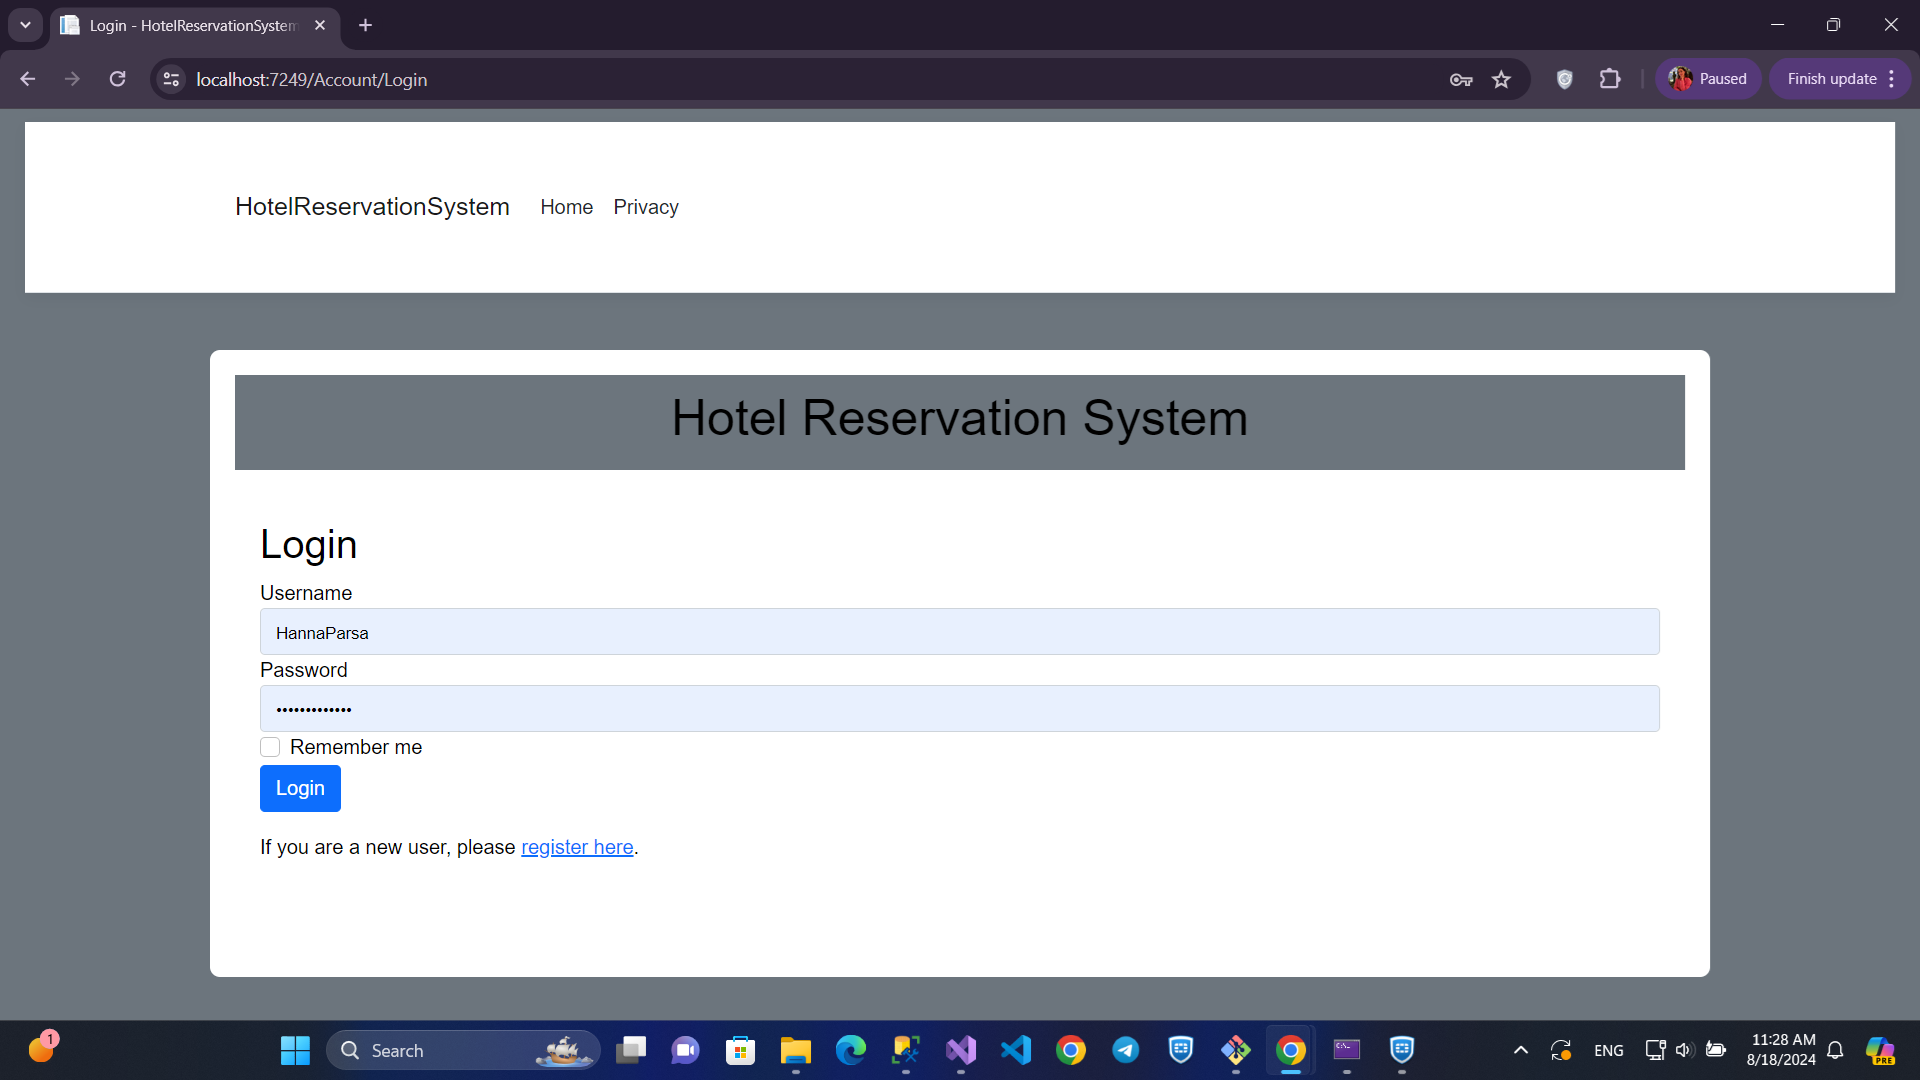 Login - HotelReservationSystem
localhost:7249/Account/Login
Paused
Finish update
HotelReservationSystem Home Privacy
Hotel Reservation System
Login
Username
HannaParsa
Password
•••••••••••••
Remember me
Login
If you are a new user, please register here.
1
Search
ENG
11:28 AM
8/18/2024
PRE